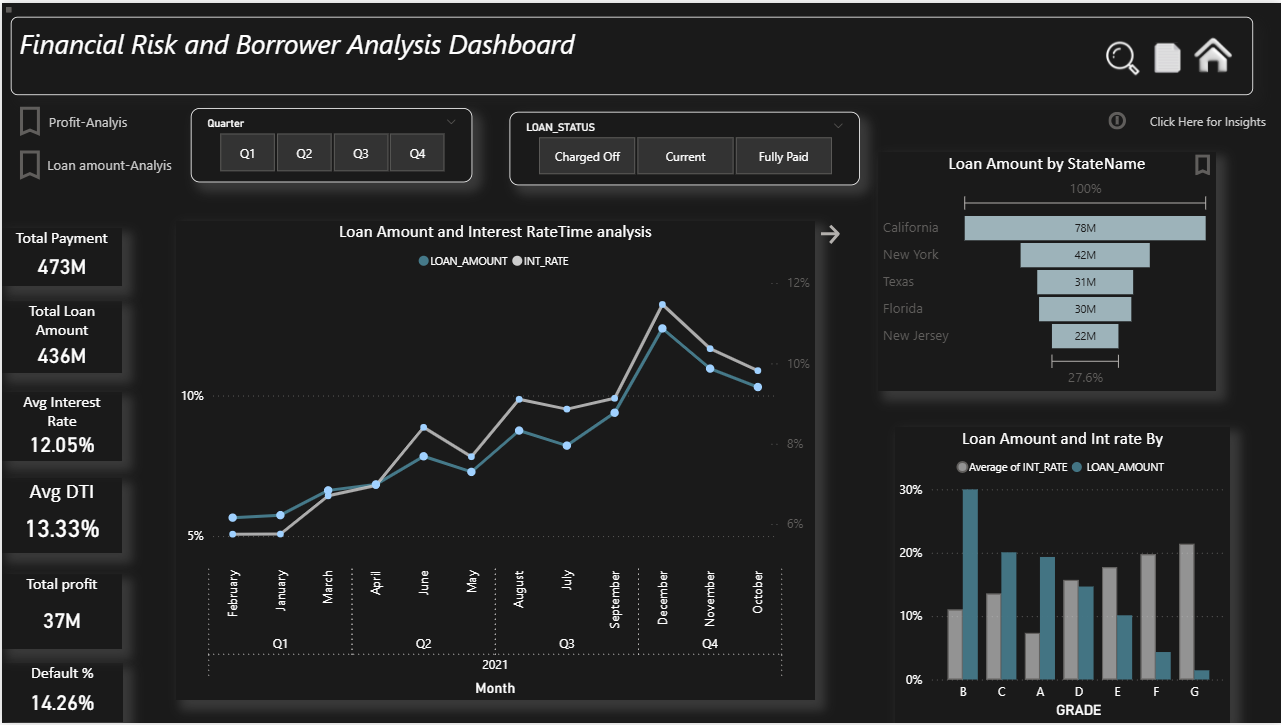 Financial Risk and Borrower Analysis Dashboard
Profit-Analyis
Loan amount-Analyis
Quarter
Q1 Q2 Q3 Q4
LOAN_STATUS
Charged Off Current Fully Paid
Click Here for Insights
Total Payment
473M
Total Loan
Amount
436M
Avg Interest
Rate
12.05%
Avg DTI
13.33%
Total profit
37M
Default %
14.26%
Loan Amount and Interest RateTime analysis
LOAN_AMOUNT INT_RATE
12%
10%
8%
6%
10%
5%
February January March April June May August July September December November October
Q1 Q2 Q3 Q4
2021
Month
Loan Amount by StateName
100%
California 78M
New York 42M
Texas 31M
Florida 30M
New Jersey 22M
27.6%
Loan Amount and Int rate By
Average of INT_RATE LOAN_AMOUNT
30%
20%
10%
0%
B C A D E F G
GRADE